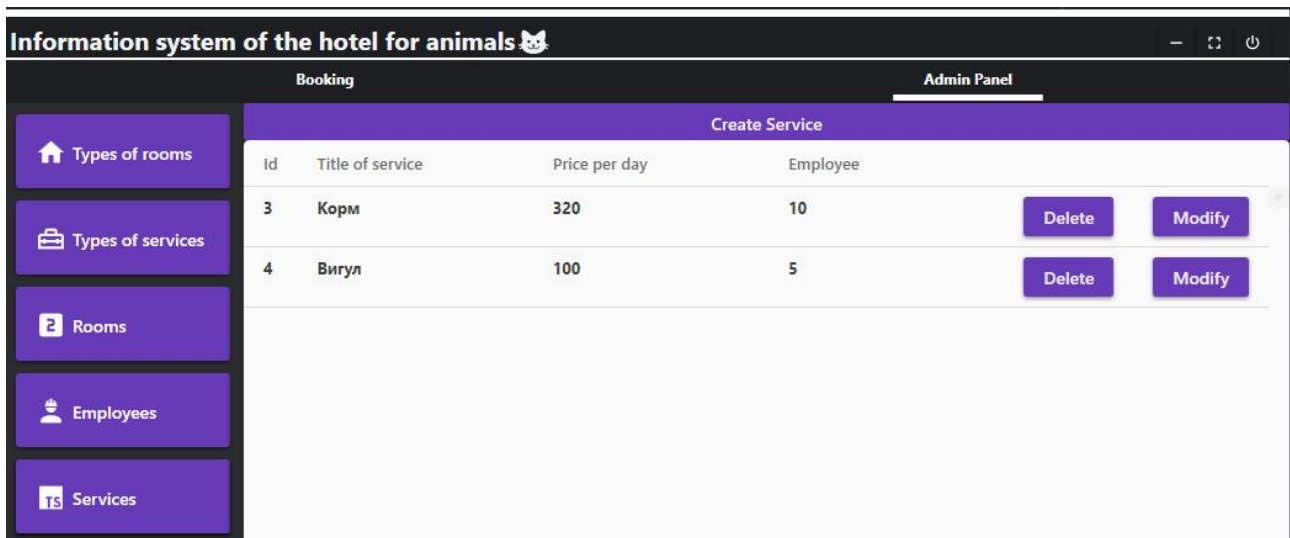 Information system of the hotel for animals
Booking Admin Panel
Create Service
Types of rooms
Types of services
Rooms
Employees
TS Services
Id Title of service Price per day Employee
3 Корм 320 10 Delete Modify
4 Вигул 100 5 Delete Modify